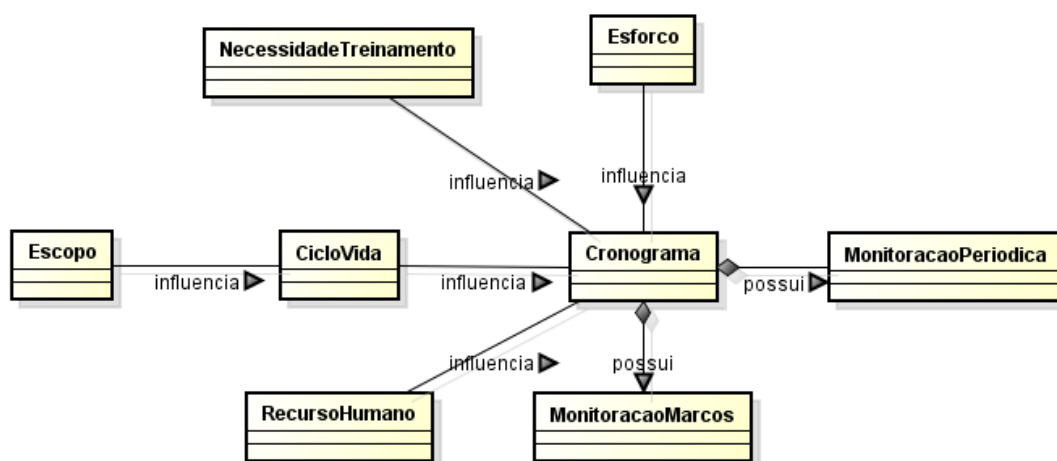 NecessidadeTreinamento
Esforco
influencia
influencia
Escopo
CicloVida
Cronograma
MonitoracaoPeriodica
influencia
influencia
possui
influencia
possui
RecursoHumano
MonitoracaoMarcos